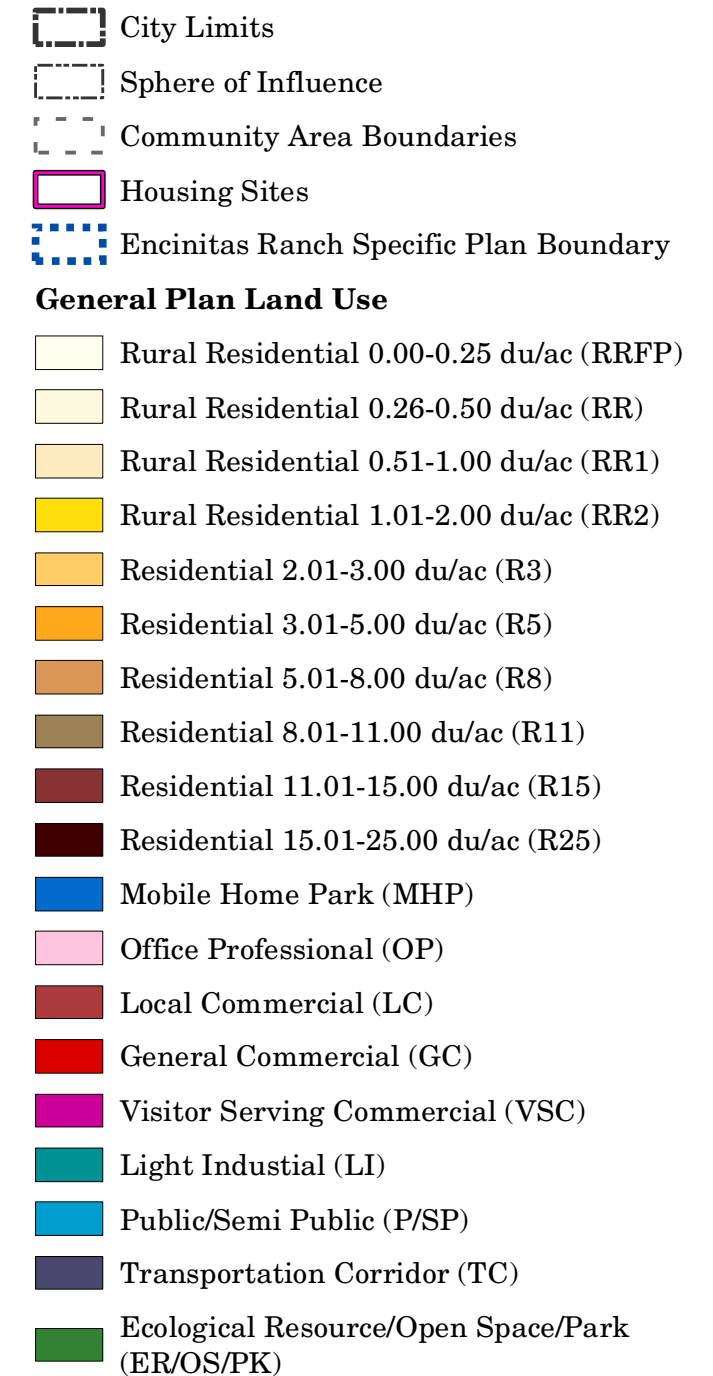 City Limits
Sphere of Influence
Community Area Boundaries
Housing Sites
Encinitas Ranch Specific Plan Boundary
General Plan Land Use
Rural Residential 0.00-0.25 du/ac (RRFP)
Rural Residential 0.26-0.50 du/ac (RR)
Rural Residential 0.51-1.00 du/ac (RR1)
Rural Residential 1.01-2.00 du/ac (RR2)
Residential 2.01-3.00 du/ac (R3)
Residential 3.01-5.00 du/ac (R5)
Residential 5.01-8.00 du/ac (R8)
Residential 8.01-11.00 du/ac (R11)
Residential 11.01-15.00 du/ac (R15)
Residential 15.01-25.00 du/ac (R25)
Mobile Home Park (MHP)
Office Professional (OP)
Local Commercial (LC)
General Commercial (GC)
Visitor Serving Commercial (VSC)
Light Industial (LI)
Public/Semi Public (P/SP)
Transportation Corridor (TC)
Ecological Resource/Open Space/Park
(ER/OS/PK)